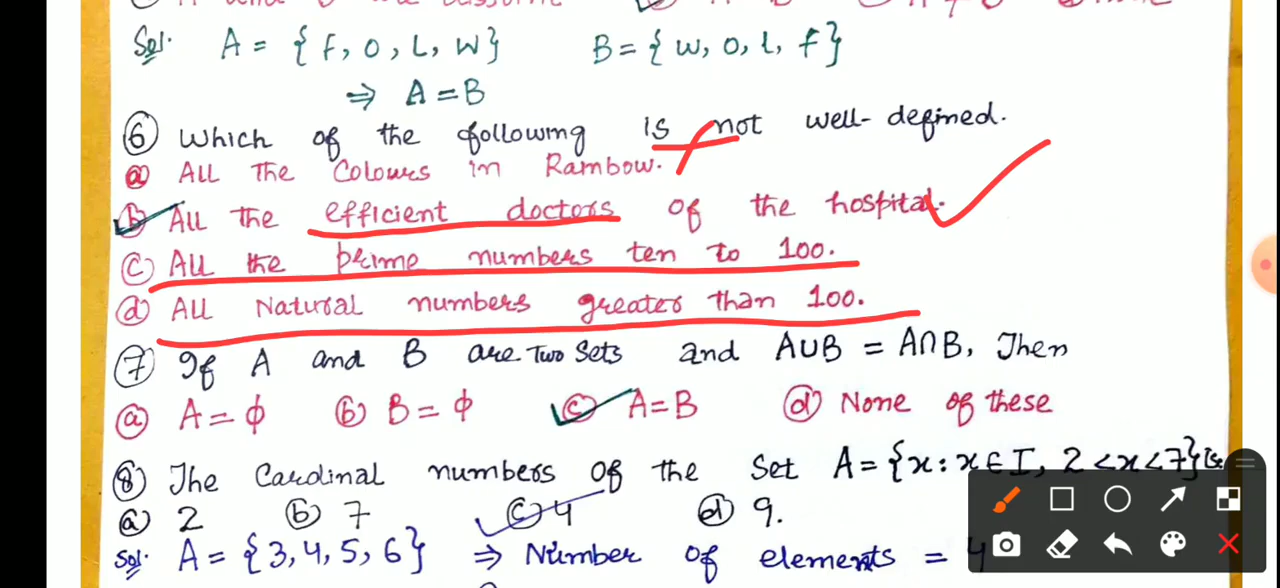 Sol. A = {F, O, L, W} B = {W, O, L, F}
⇒ A = B
⑥ Which of the following is not well-defined.
ⓐ All The Colours in Rambow.
ⓑ All the efficient doctors of the hospital.
ⓒ All the prime numbers ten to 100.
ⓓ All Natural numbers greater than 100.
⑦ If A and B are Two Sets and A∪B = A∩B, Then
ⓐ A = ϕ ⓑ B = ϕ ⓒ A = B ⓓ None of these
⑧ The Cardinal numbers of the Set A = {x : x ∈ I, 2 < x < 7} is
ⓐ 2 ⓑ 7 ⓒ 4 ⓓ 9.
Sol. A = {3, 4, 5, 6} ⇒ Number of elements = 4